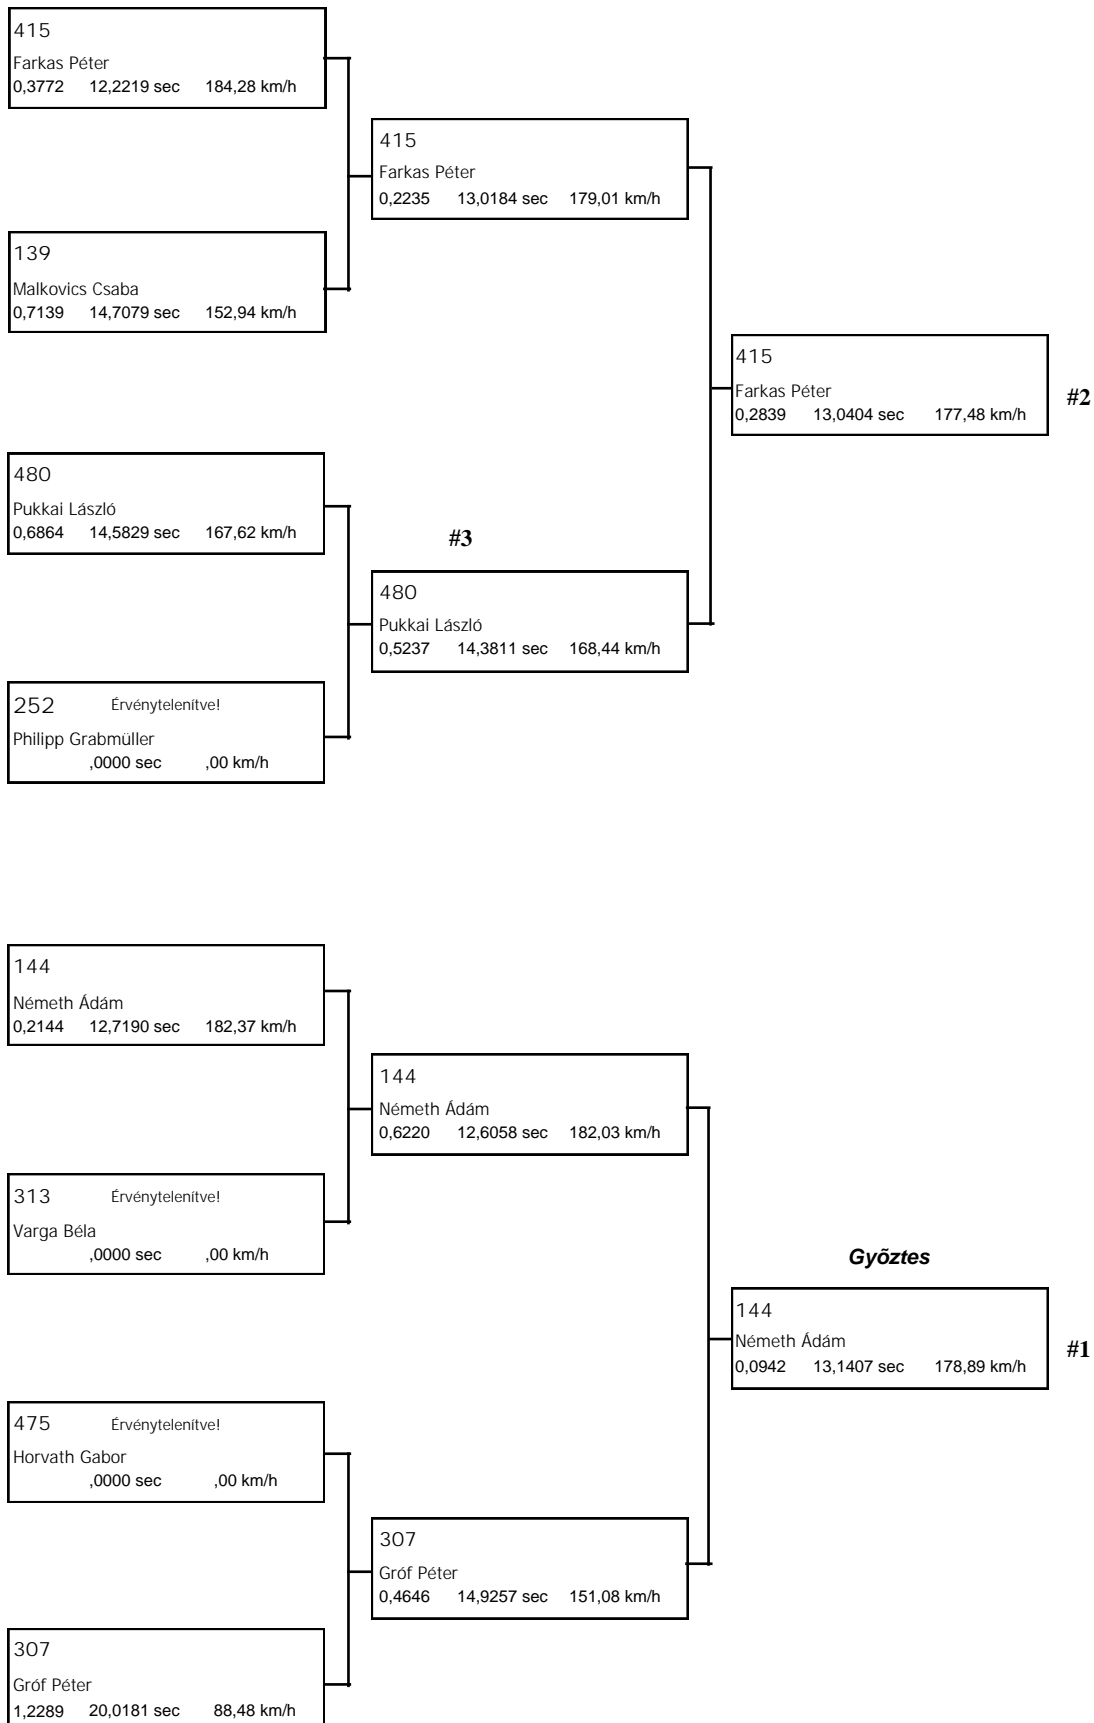 415
Farkas Péter
0,3772 12,2219 sec 184,28 km/h
415
Farkas Péter
0,2235 13,0184 sec 179,01 km/h
139
Malkovics Csaba
0,7139 14,7079 sec 152,94 km/h
415
Farkas Péter
0,2839 13,0404 sec 177,48 km/h
#2
480
Pukkai László
0,6864 14,5829 sec 167,62 km/h
#3
480
Pukkai László
0,5237 14,3811 sec 168,44 km/h
252 Érvénytelenítve!
Philipp Grabmüller
,0000 sec ,00 km/h
144
Németh Ádám
0,2144 12,7190 sec 182,37 km/h
144
Németh Ádám
0,6220 12,6058 sec 182,03 km/h
313 Érvénytelenítve!
Varga Béla
,0000 sec ,00 km/h
Gyõztes
144
Németh Ádám
0,0942 13,1407 sec 178,89 km/h
#1
475 Érvénytelenítve!
Horvath Gabor
,0000 sec ,00 km/h
307
Gróf Péter
0,4646 14,9257 sec 151,08 km/h
307
Gróf Péter
1,2289 20,0181 sec 88,48 km/h